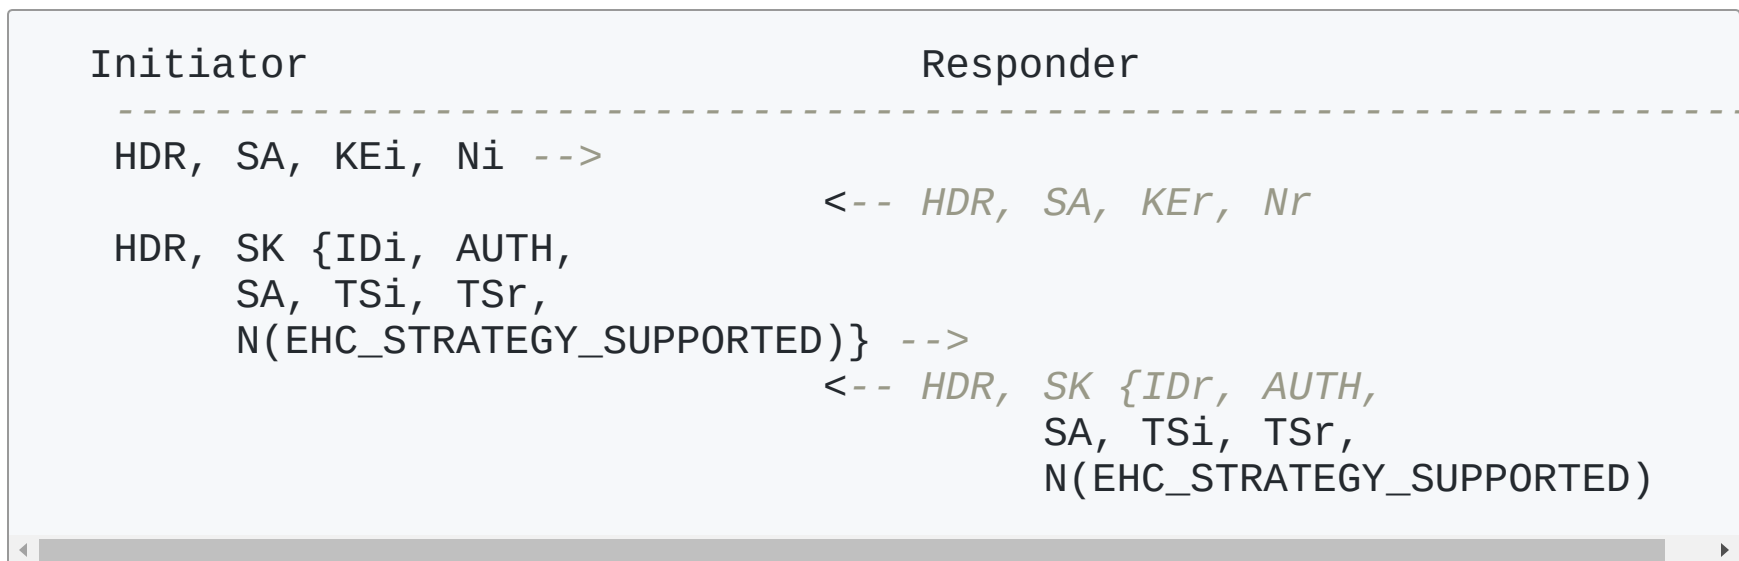 Initiator                         Responder
-------------------------------------------------------------------
HDR, SA, KEi, Ni -->
<-- HDR, SA, KEr, Nr
HDR, SK {IDi, AUTH,
SA, TSi, TSr,
N(EHC_STRATEGY_SUPPORTED)} -->
<-- HDR, SK {IDr, AUTH,
SA, TSi, TSr,
N(EHC_STRATEGY_SUPPORTED)